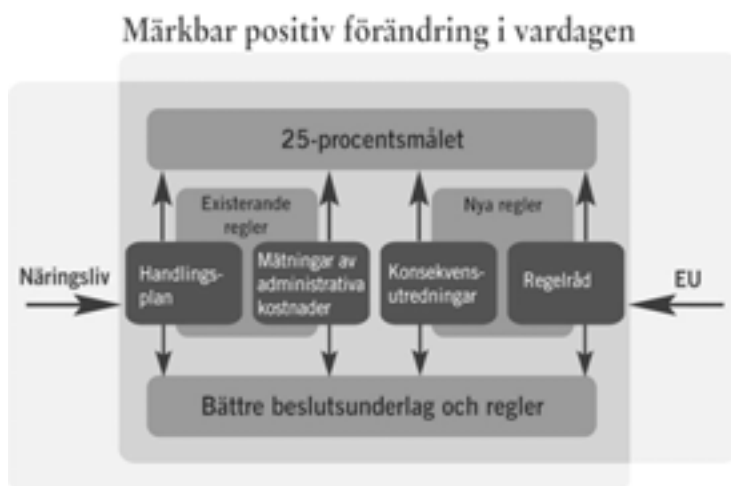 Märkbar positiv förändring i vardagen
25-procentsmålet
Existerande
regler
Nya regler
Näringsliv
Handlings-
plan
Mätningar av
administrativa
kostnader
Konsekvens-
utredningar
Regelråd
EU
Bättre beslutsunderlag och regler